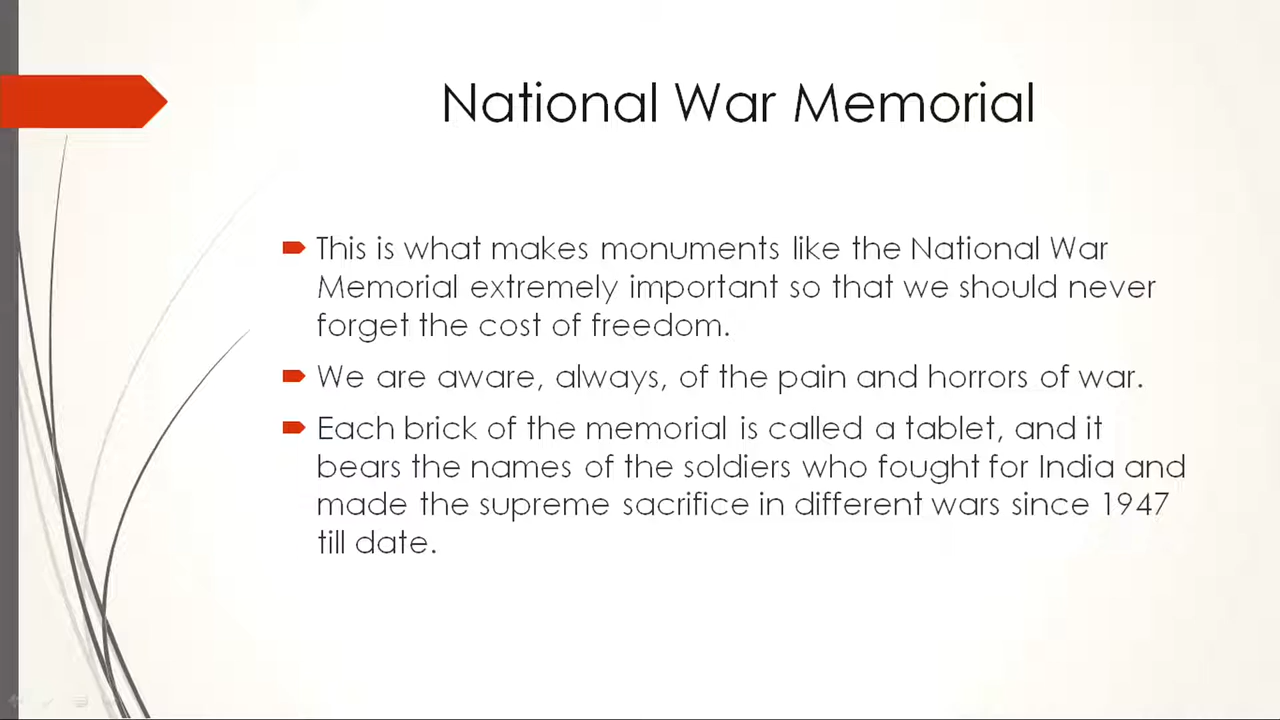 National War Memorial
This is what makes monuments like the National War
Memorial extremely important so that we should never
forget the cost of freedom.
We are aware, always, of the pain and horrors of war.
Each brick of the memorial is called a tablet, and it
bears the names of the soldiers who fought for India and
made the supreme sacrifice in different wars since 1947
till date.